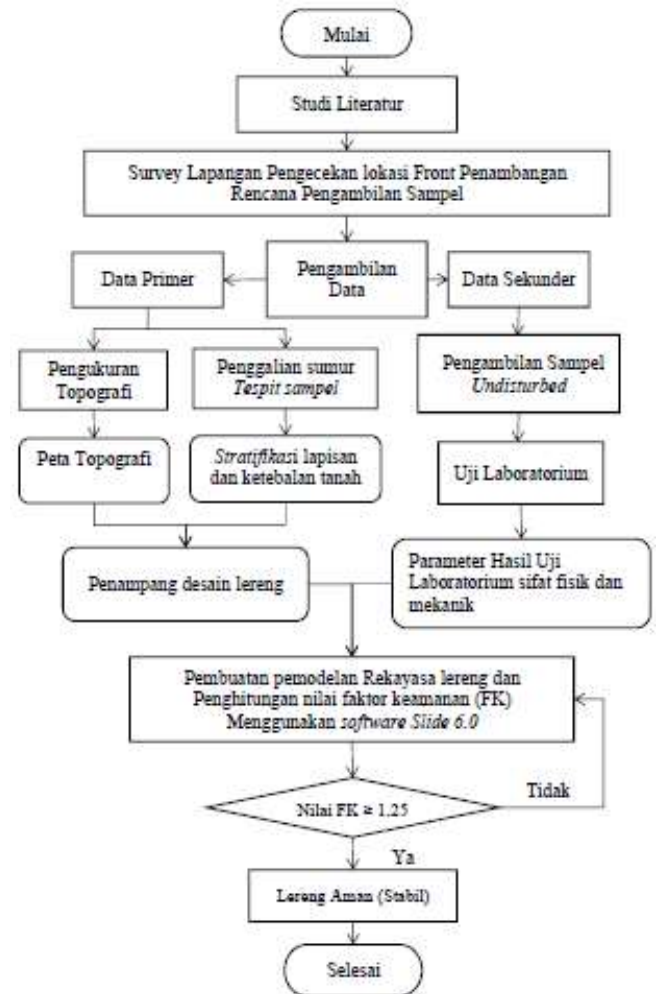 Mulai
Studi Literatur
Survey Lapangan Pengecekan lokasi Front Penambangan
Rencana Pengambilan Sampel
Pengambilan
Data
Data Primer
Data Sekunder
Pengukuran
Topografi
Penggalian sumur
Tespit sampel
Pengambilan Sampel
Undisturbed
Peta Topografi
Stratifikasi lapisan
dan ketebalan tanah
Uji Laboratorium
Penampang desain lereng
Parameter Hasil Uji
Laboratorium sifat fisik dan
mekanik
Pembuatan pemodelan Rekayasa lereng dan
Penghitungan nilai faktor keamanan (FK)
Menggunakan software Slide 6.0
Nilai FK ≥ 1,25
Tidak
Ya
Lereng Aman (Stabil)
Selesai